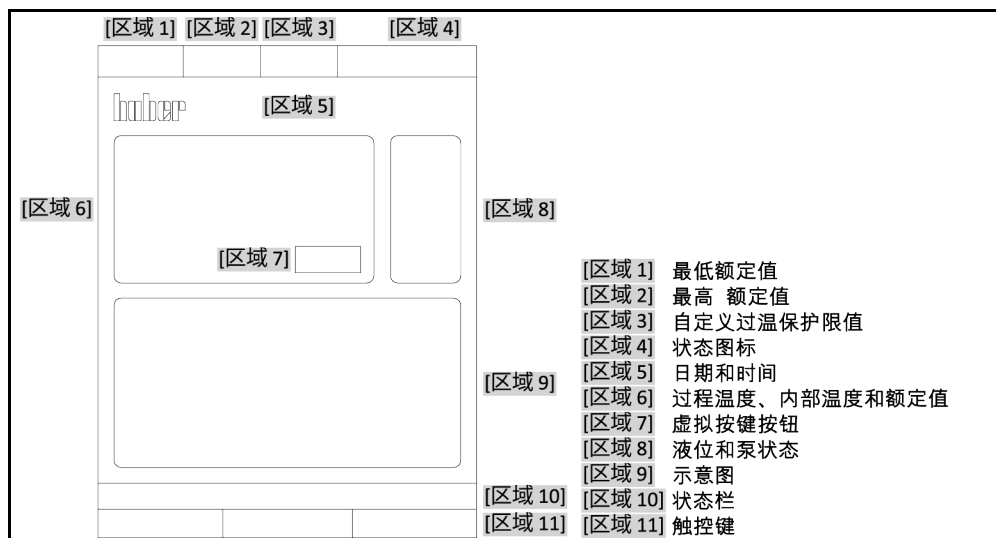 [区域 1] [区域 2] [区域 3] [区域 4]
huber
[区域 5]
[区域 6]
[区域 8]
[区域 7]
[区域 9]
[区域 10]
[区域 11]
[区域 1] 最低额定值
[区域 2] 最高 额定值
[区域 3] 自定义过温保护限值
[区域 4] 状态图标
[区域 5] 日期和时间
[区域 6] 过程温度、内部温度和额定值
[区域 7] 虚拟按键按钮
[区域 8] 液位和泵状态
[区域 9] 示意图
[区域 10] 状态栏
[区域 11] 触控键